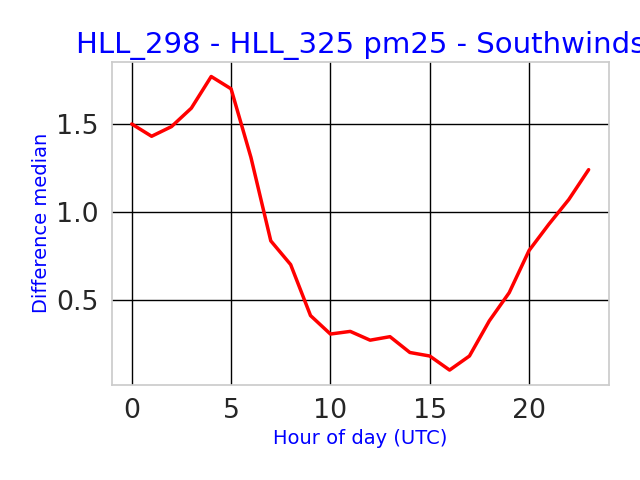 HLL_298 - HLL_325 pm25 - Southwinds
Difference median
1.5
1.0
0.5
0 5 10 15 20
Hour of day (UTC)